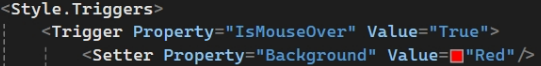 <Style.Triggers>
<Trigger Property="IsMouseOver" Value="True">
<Setter Property="Background" Value="Red"/>